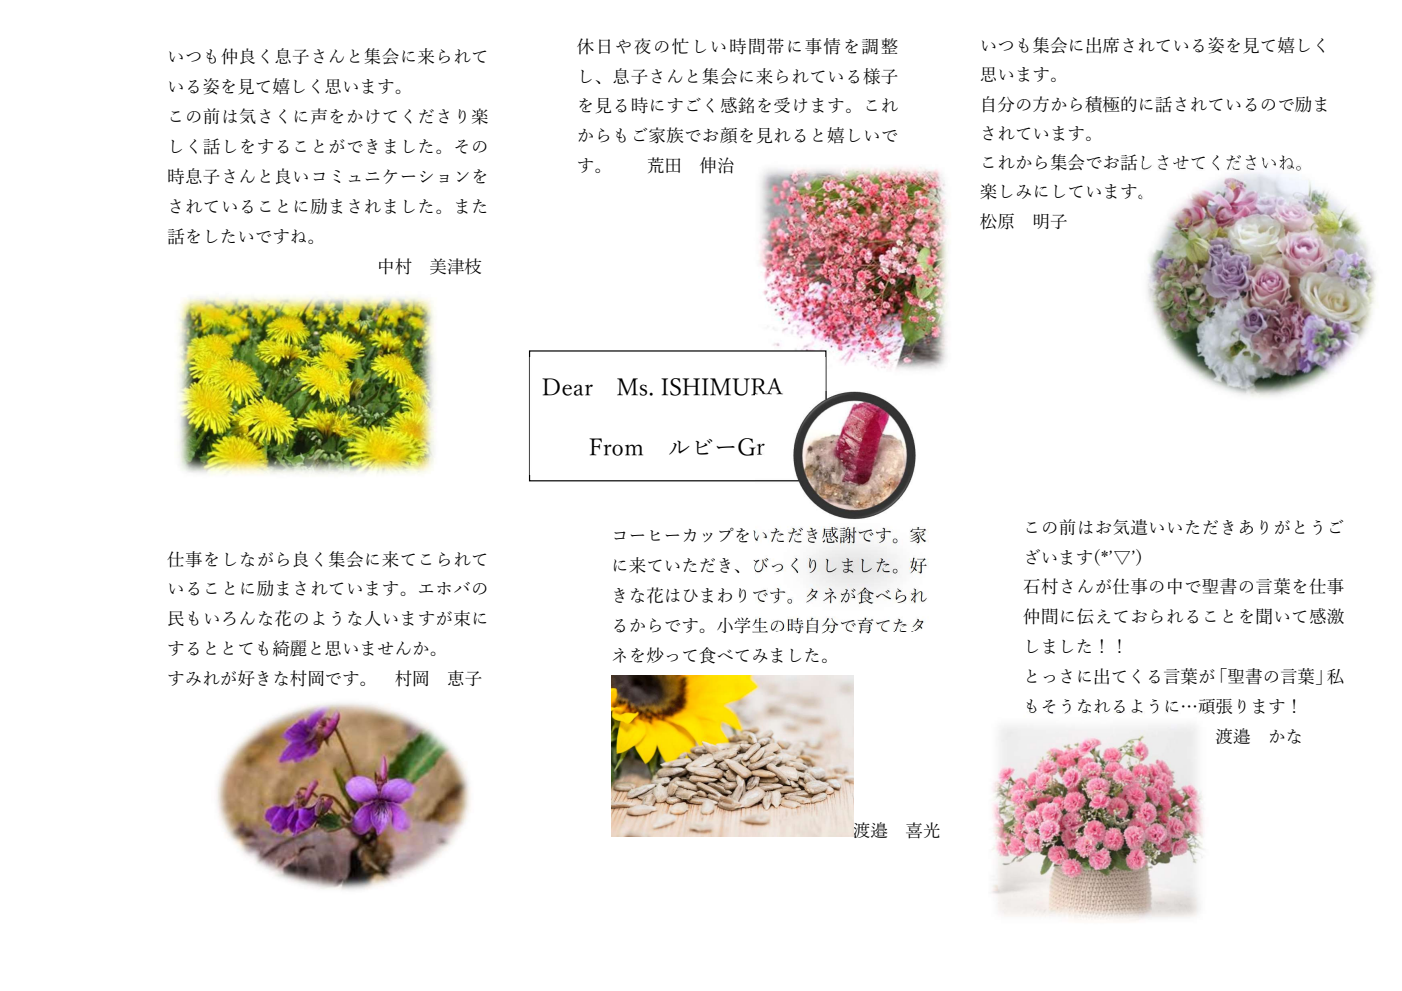 いつも仲良く息子さんと集会に来られて
いる姿を見て嬉しく思います。
この前は気さくに声をかけてくださり楽
しく話しをすることができました。その
時息子さんと良いコミュニケーションを
されていることに励まされました。また
話をしたいですね。
中村　美津枝
休日や夜の忙しい時間帯に事情を調整
し、息子さんと集会に来られている様子
を見る時にすごく感銘を受けます。これ
からもご家族でお顔を見れると嬉しいで
す。　　荒田　伸治
いつも集会に出席されている姿を見て嬉しく
思います。
自分の方から積極的に話されているので励ま
されています。
これから集会でお話しさせてくださいね。
楽しみにしています。
松原　明子
Dear　Ms. ISHIMURA
From　ルビーGr
仕事をしながら良く集会に来てこられて
いることに励まされています。エホバの
民もいろんな花のような人いますが束に
するととても綺麗と思いませんか。
すみれが好きな村岡です。　村岡　恵子
コーヒーカップをいただき感謝です。家
に来ていただき、びっくりしました。好
きな花はひまわりです。タネが食べられ
るからです。小学生の時自分で育てたタ
ネを炒って食べてみました。
渡邉　喜光
この前はお気遣いいただきありがとうご
ざいます(*’▽’)
石村さんが仕事の中で聖書の言葉を仕事
仲間に伝えておられることを聞いて感激
しました！！
とっさに出てくる言葉が「聖書の言葉」私
もそうなれるように…頑張ります！
渡邉　かな